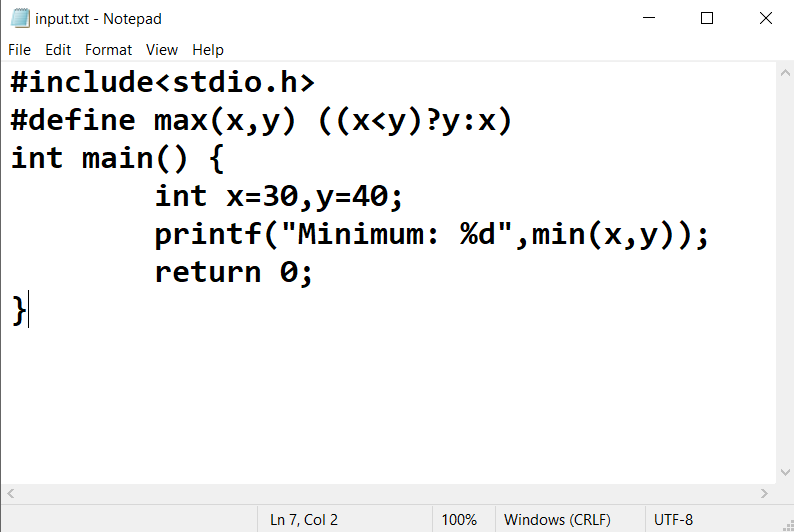 input.txt - Notepad
File Edit Format View Help
#include<stdio.h>
#define max(x,y) ((x<y)?y:x)
int main() {
        int x=30,y=40;
        printf("Minimum: %d",min(x,y));
        return 0;
}
Ln 7, Col 2 100% Windows (CRLF) UTF-8